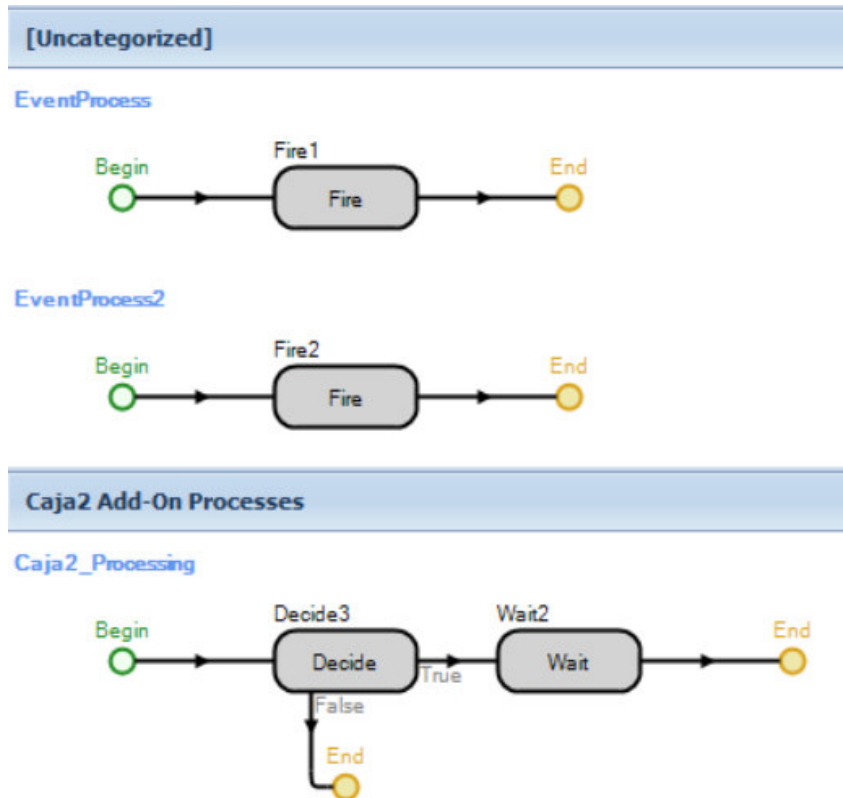 [Uncategorized]
EventProcess
Fire1
Begin
End
Fire
EventProcess2
Fire2
Begin
End
Fire
Caja2 Add-On Processes
Caja2_Processing
Decide3
Wait2
Begin
End
Decide
True
Wait
False
End